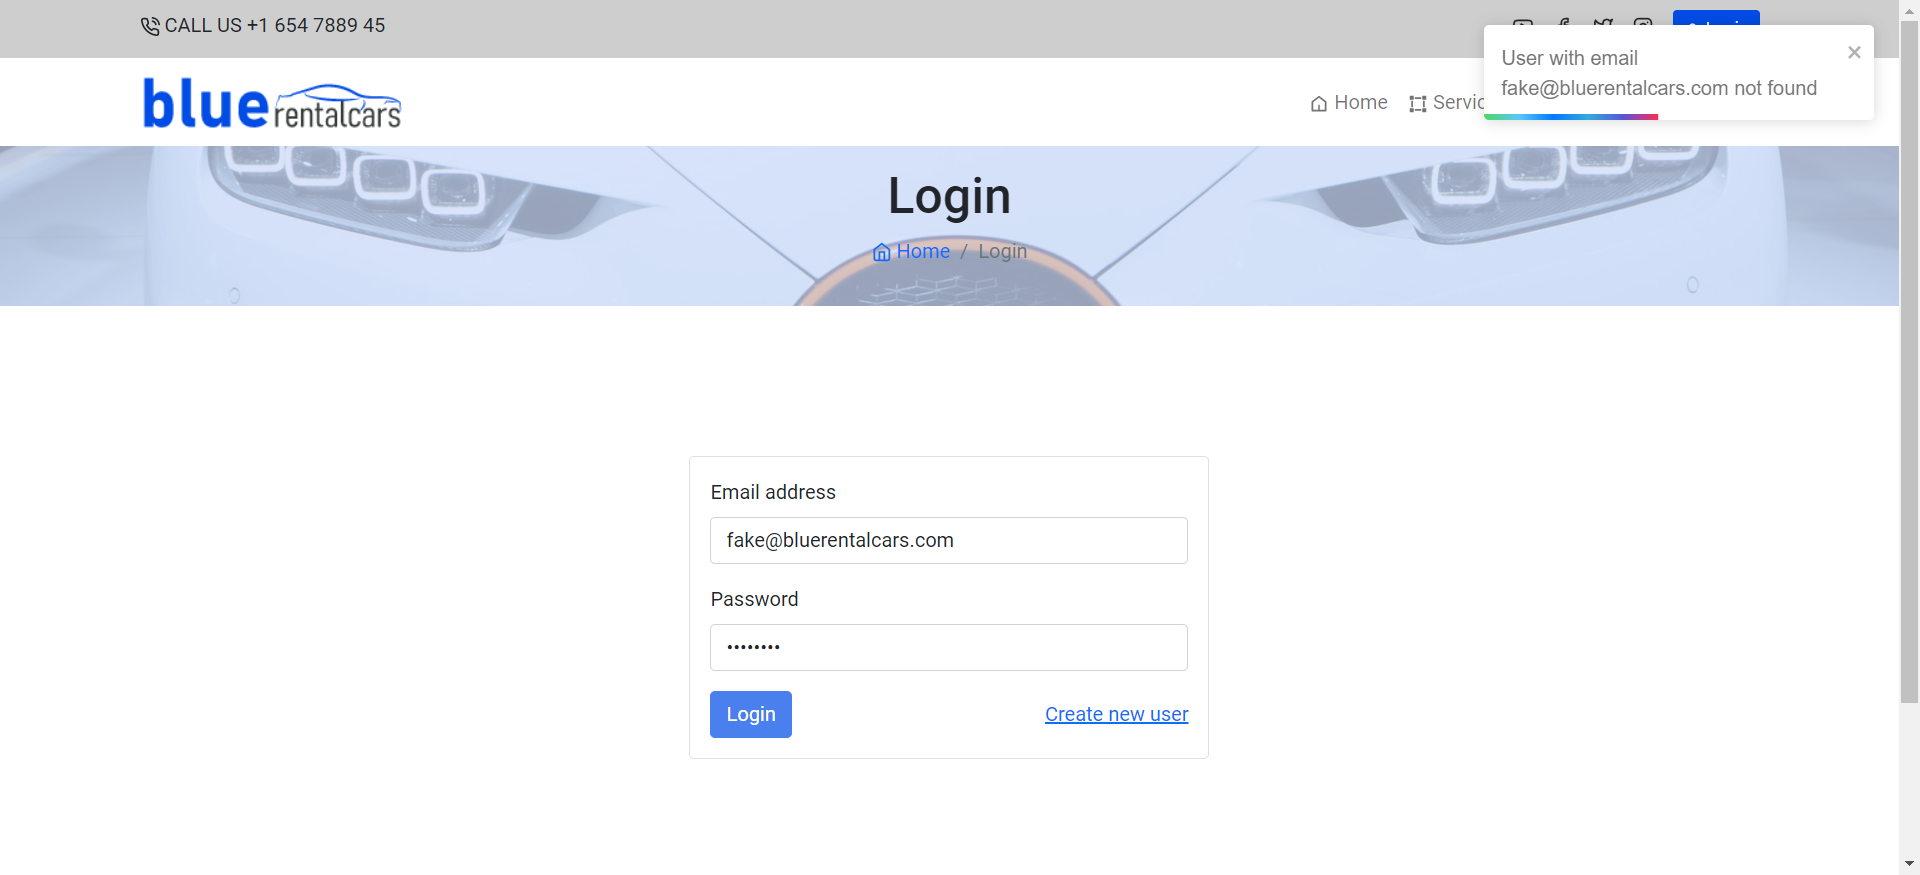 CALL US +1 654 7889 45
User with email
fake@bluerentalcars.com not found
blue rentalcars
Home
Login
Home / Login
Email address
fake@bluerentalcars.com
Password
••••••••
Login
Create new user